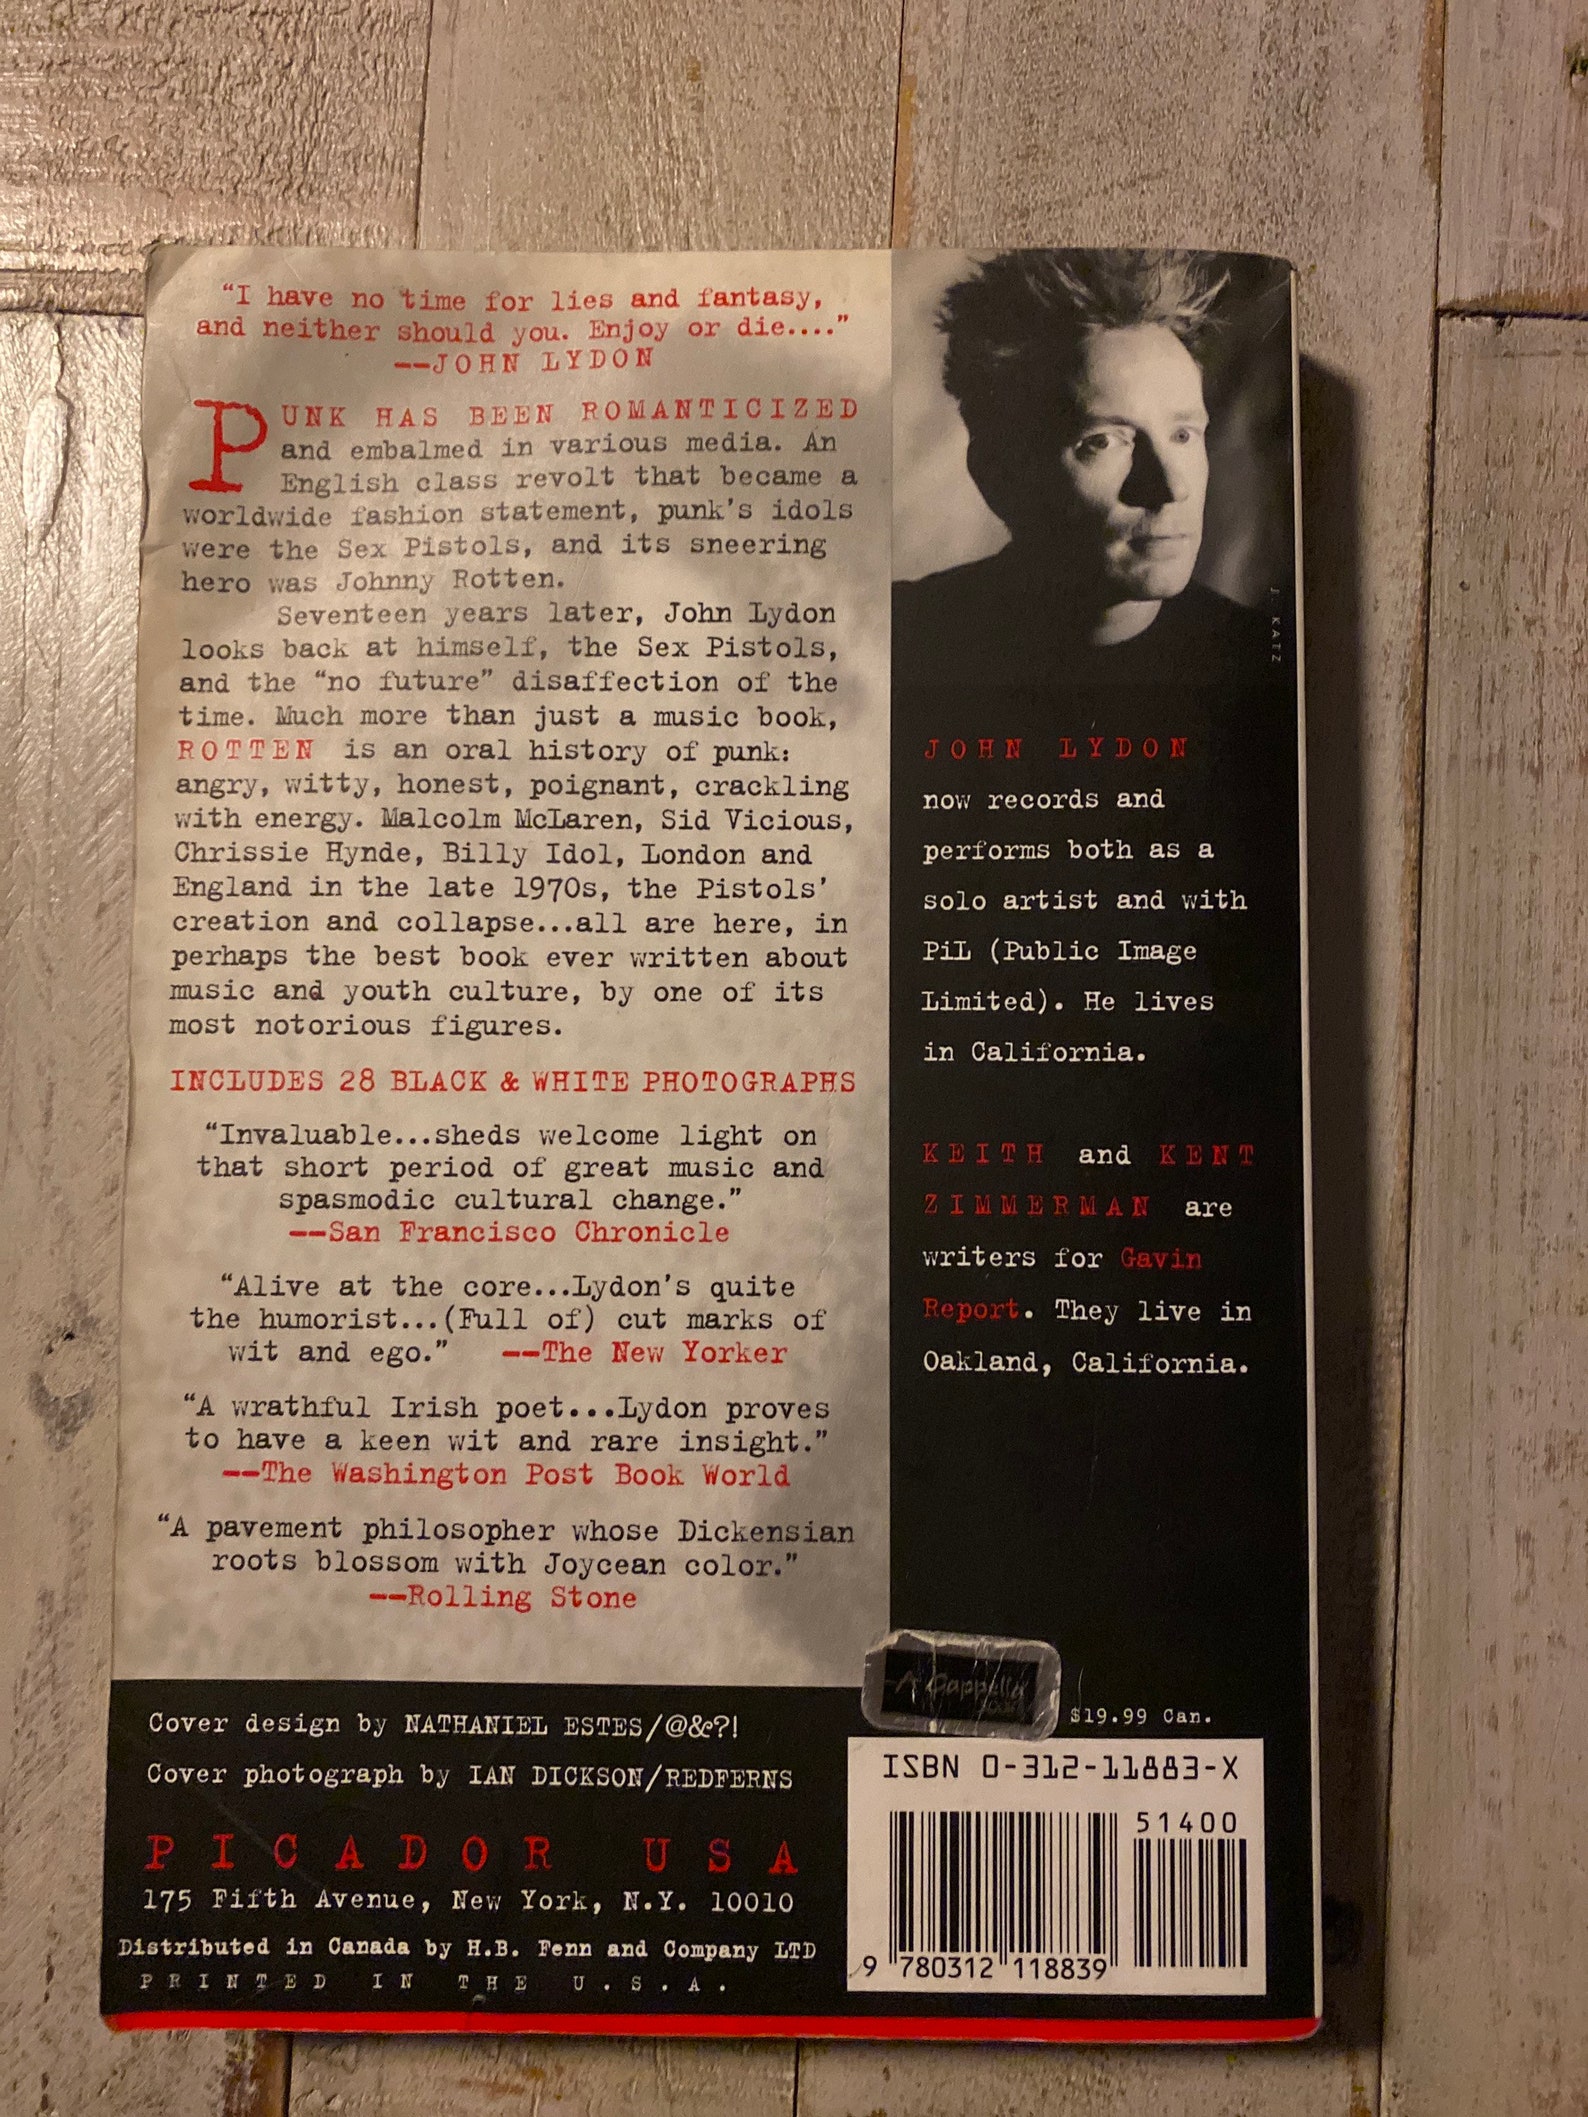 “I have no time for lies and fantasy,
and neither should you. Enjoy or die....”
--JOHN LYDON
PUNK HAS BEEN ROMANTICIZED
and embalmed in various media. An
English class revolt that became a
worldwide fashion statement, punk's idols
were the Sex Pistols, and its sneering
hero was Johnny Rotten.
Seventeen years later, John Lydon
looks back at himself, the Sex Pistols,
and the “no future” disaffection of the
time. Much more than just a music book,
ROTTEN is an oral history of punk:
angry, witty, honest, poignant, crackling
with energy. Malcolm McLaren, Sid Vicious,
Chrissie Hynde, Billy Idol, London and
England in the late 1970s, the Pistols'
creation and collapse...all are here, in
perhaps the best book ever written about
music and youth culture, by one of its
most notorious figures.
INCLUDES 28 BLACK & WHITE PHOTOGRAPHS
“Invaluable...sheds welcome light on
that short period of great music and
spasmodic cultural change.”
--San Francisco Chronicle
“Alive at the core...Lydon's quite
the humorist...(Full of) cut marks of
wit and ego.” --The New Yorker
“A wrathful Irish poet...Lydon proves
to have a keen wit and rare insight.”
--The Washington Post Book World
“A pavement philosopher whose Dickensian
roots blossom with Joycean color.”
--Rolling Stone
J. KATZ
JOHN LYDON
now records and
performs both as a
solo artist and with
PiL (Public Image
Limited). He lives
in California.
KEITH and KENT
ZIMMERMAN are
writers for Gavin
Report. They live in
Oakland, California.
Cover design by NATHANIEL ESTES/@&?!
Cover photograph by IAN DICKSON/REDFERNS
PICADOR USA
175 Fifth Avenue, New York, N.Y. 10010
Distributed in Canada by H.B. Fenn and Company LTD
PRINTED IN THE U.S.A.
A Cappella
$19.99 Can.
ISBN 0-312-11883-X
51400
9 780312 118839